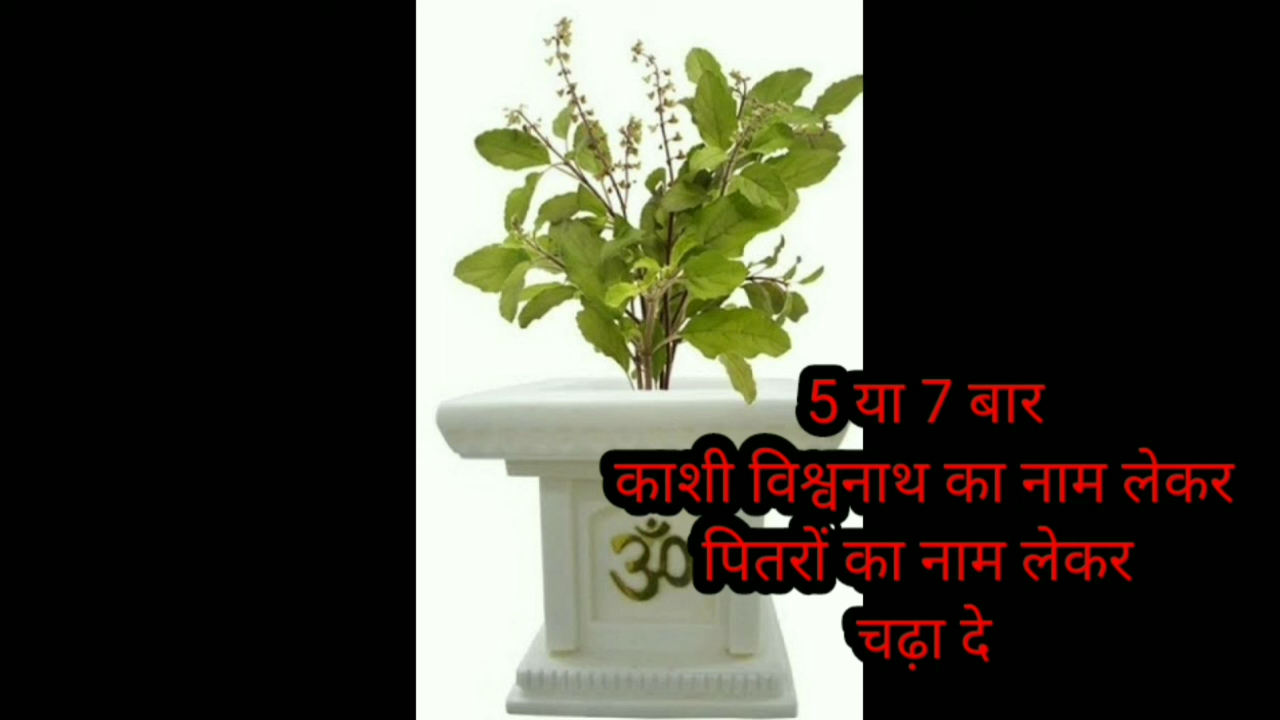 5 या 7 बार
काशी विश्वनाथ का नाम लेकर
ॐ
पितरों का नाम लेकर
चढ़ा दे